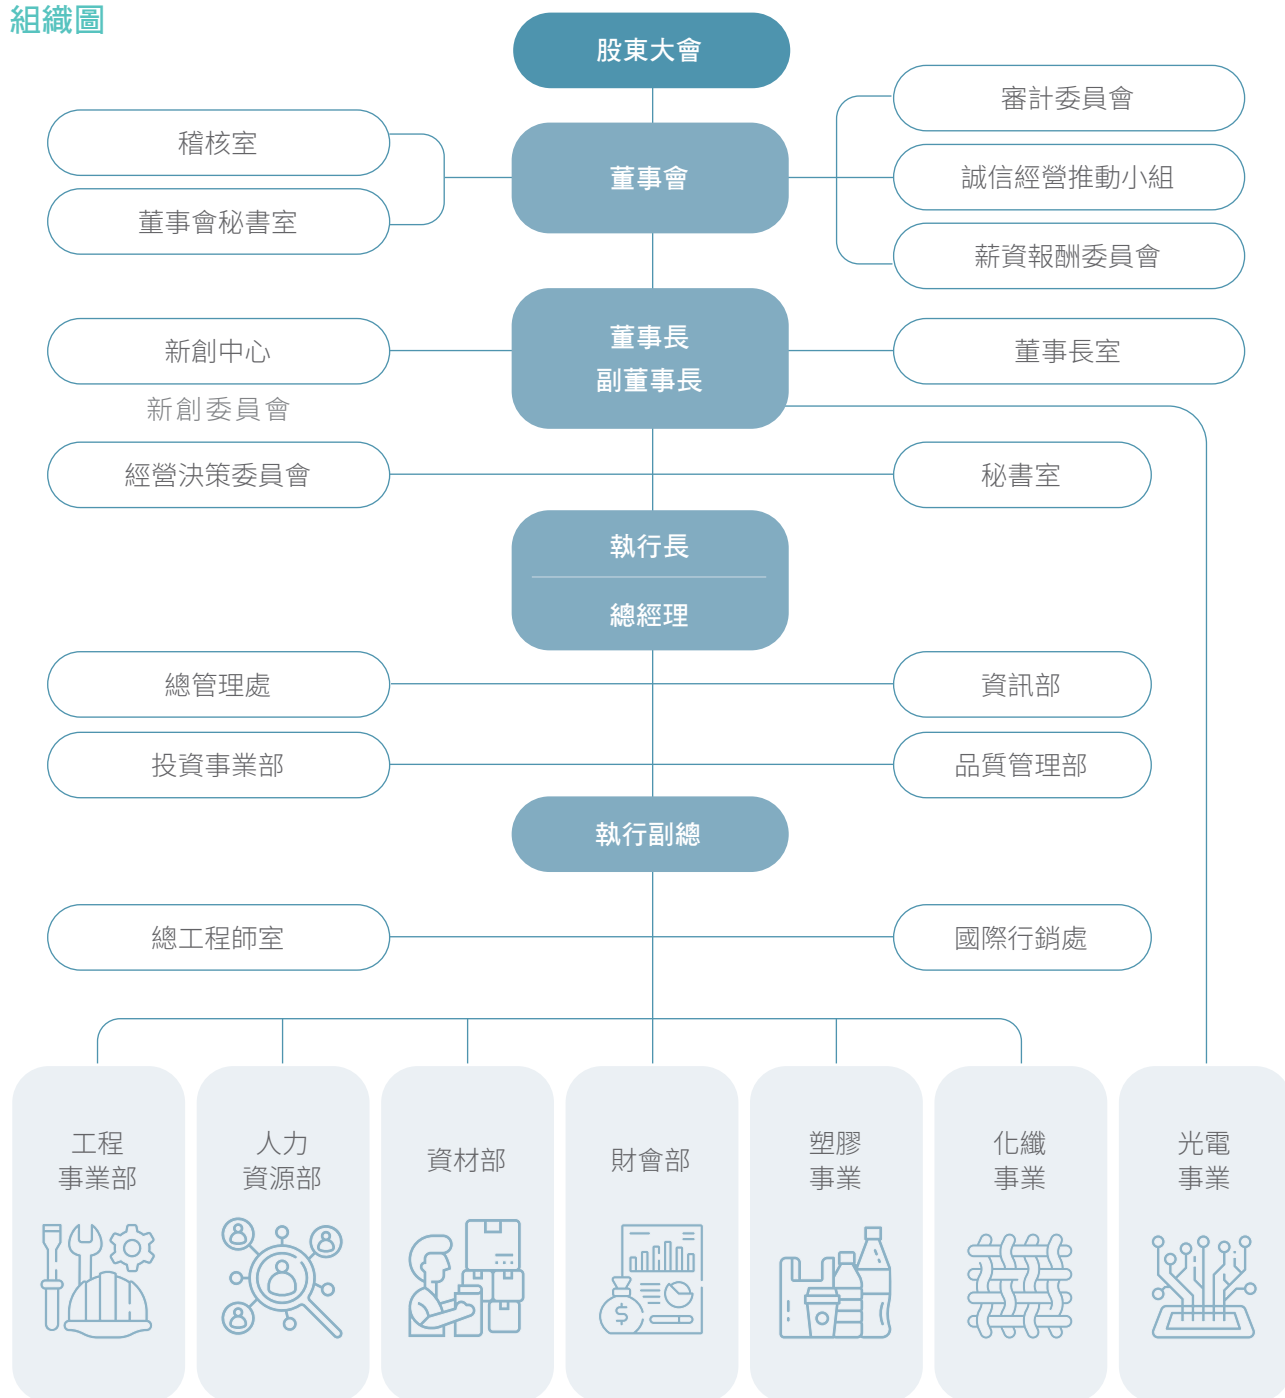 組織圖
股東大會
審計委員會
稽核室
董事會
誠信經營推動小組
董事會秘書室
薪資報酬委員會
董事長
副董事長
新創中心
董事長室
新創委員會
經營決策委員會
秘書室
執行長
總經理
總管理處
資訊部
投資事業部
品質管理部
執行副總
總工程師室
國際行銷處
工程
事業部
人力
資源部
資材部
財會部
塑膠
事業
化纖
事業
光電
事業
$